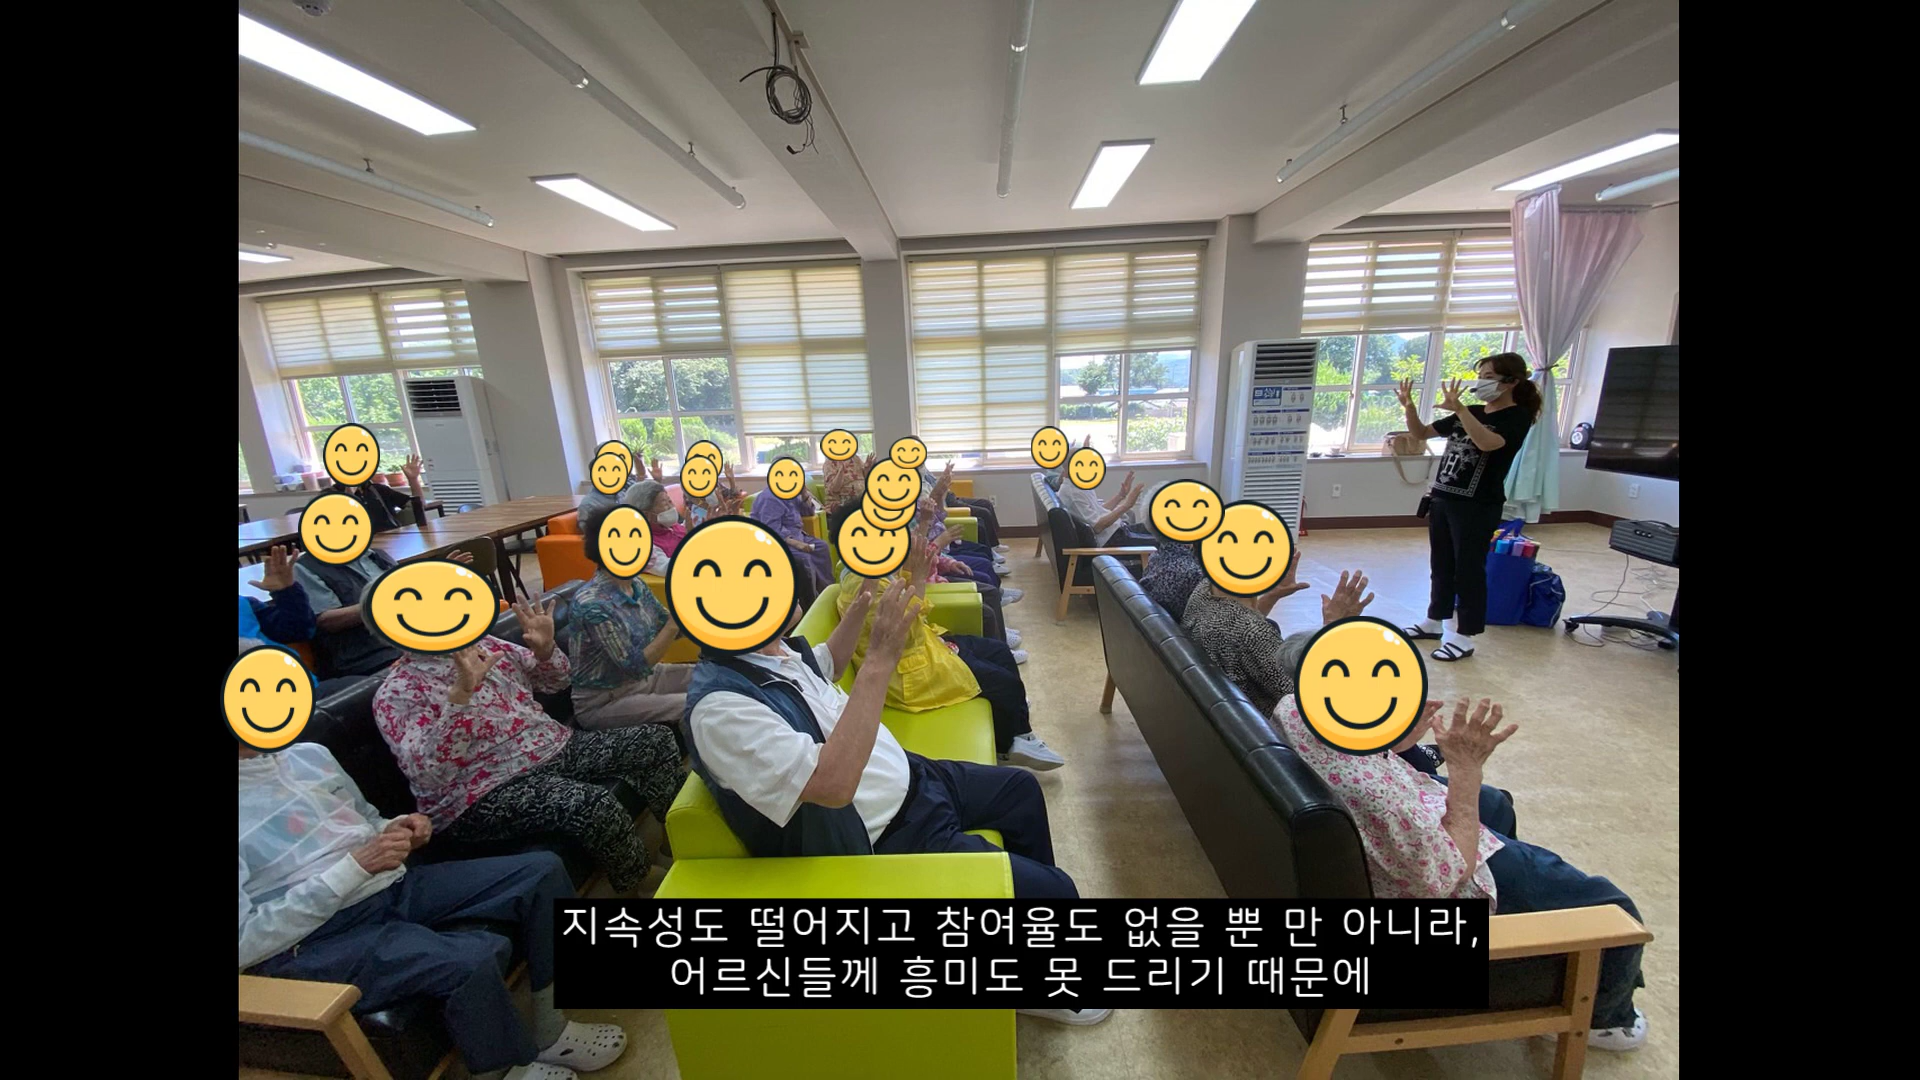 지속성도 떨어지고 참여율도 없을 뿐 만 아니라,
어르신들께 흥미도 못 드리기 때문에